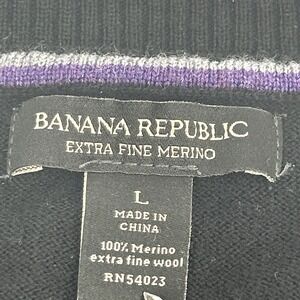 BANANA REPUBLIC
EXTRA FINE MERINO
L
MADE IN
CHINA
100% Merino
extra fine wool
RN54023